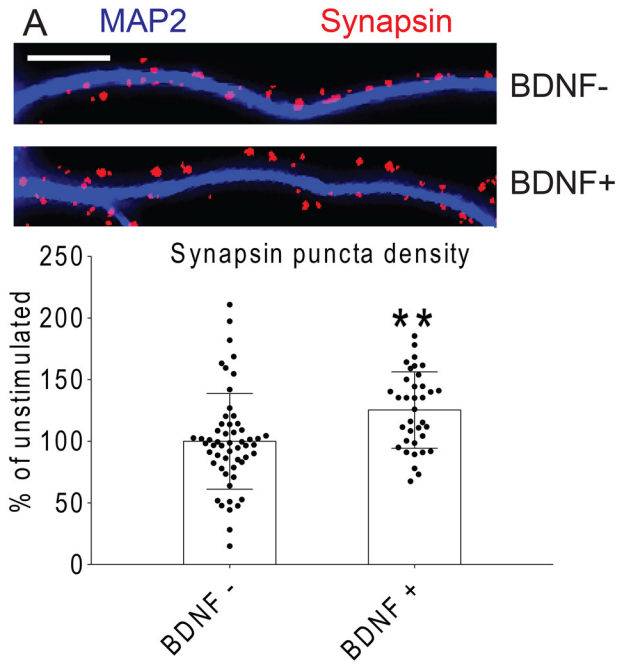 A MAP2 Synapsin
BDNF-
BDNF+
Synapsin puncta density
% of unstimulated
250
200
150
100
50
0
**
BDNF -
BDNF +